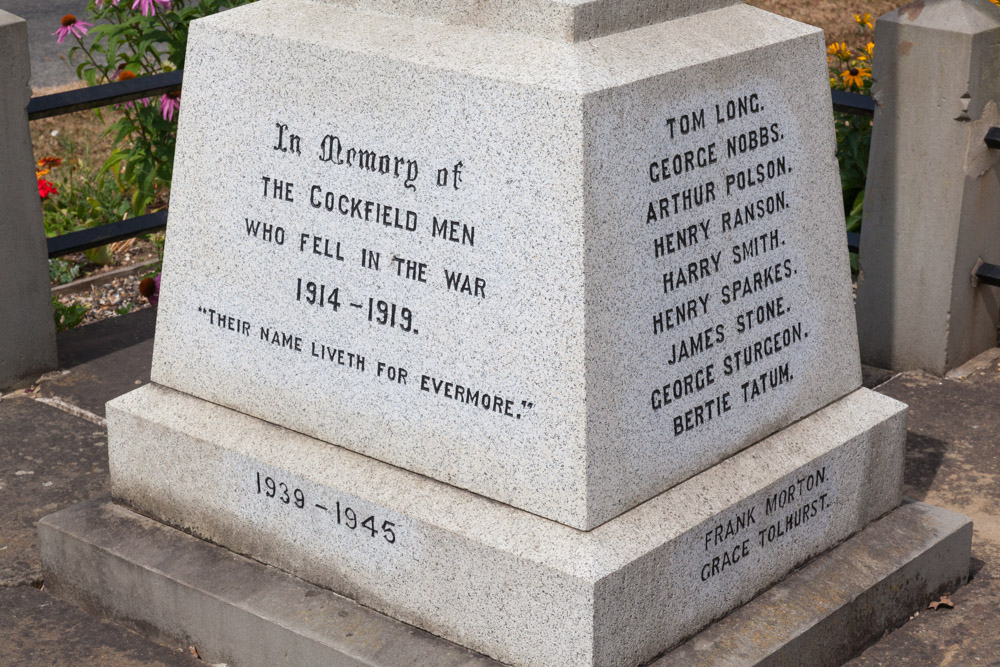 In Memory of
THE COCKFIELD MEN
WHO FELL IN THE WAR
1914 – 1919.
"THEIR NAME LIVETH FOR EVERMORE."
1939 – 1945
TOM LONG.
GEORGE NOBBS.
ARTHUR POLSON.
HENRY RANSON.
HARRY SMITH.
HENRY SPARKES.
JAMES STONE.
GEORGE STURGEON.
BERTIE TATUM.
FRANK MORTON.
GRACE TOLHURST.